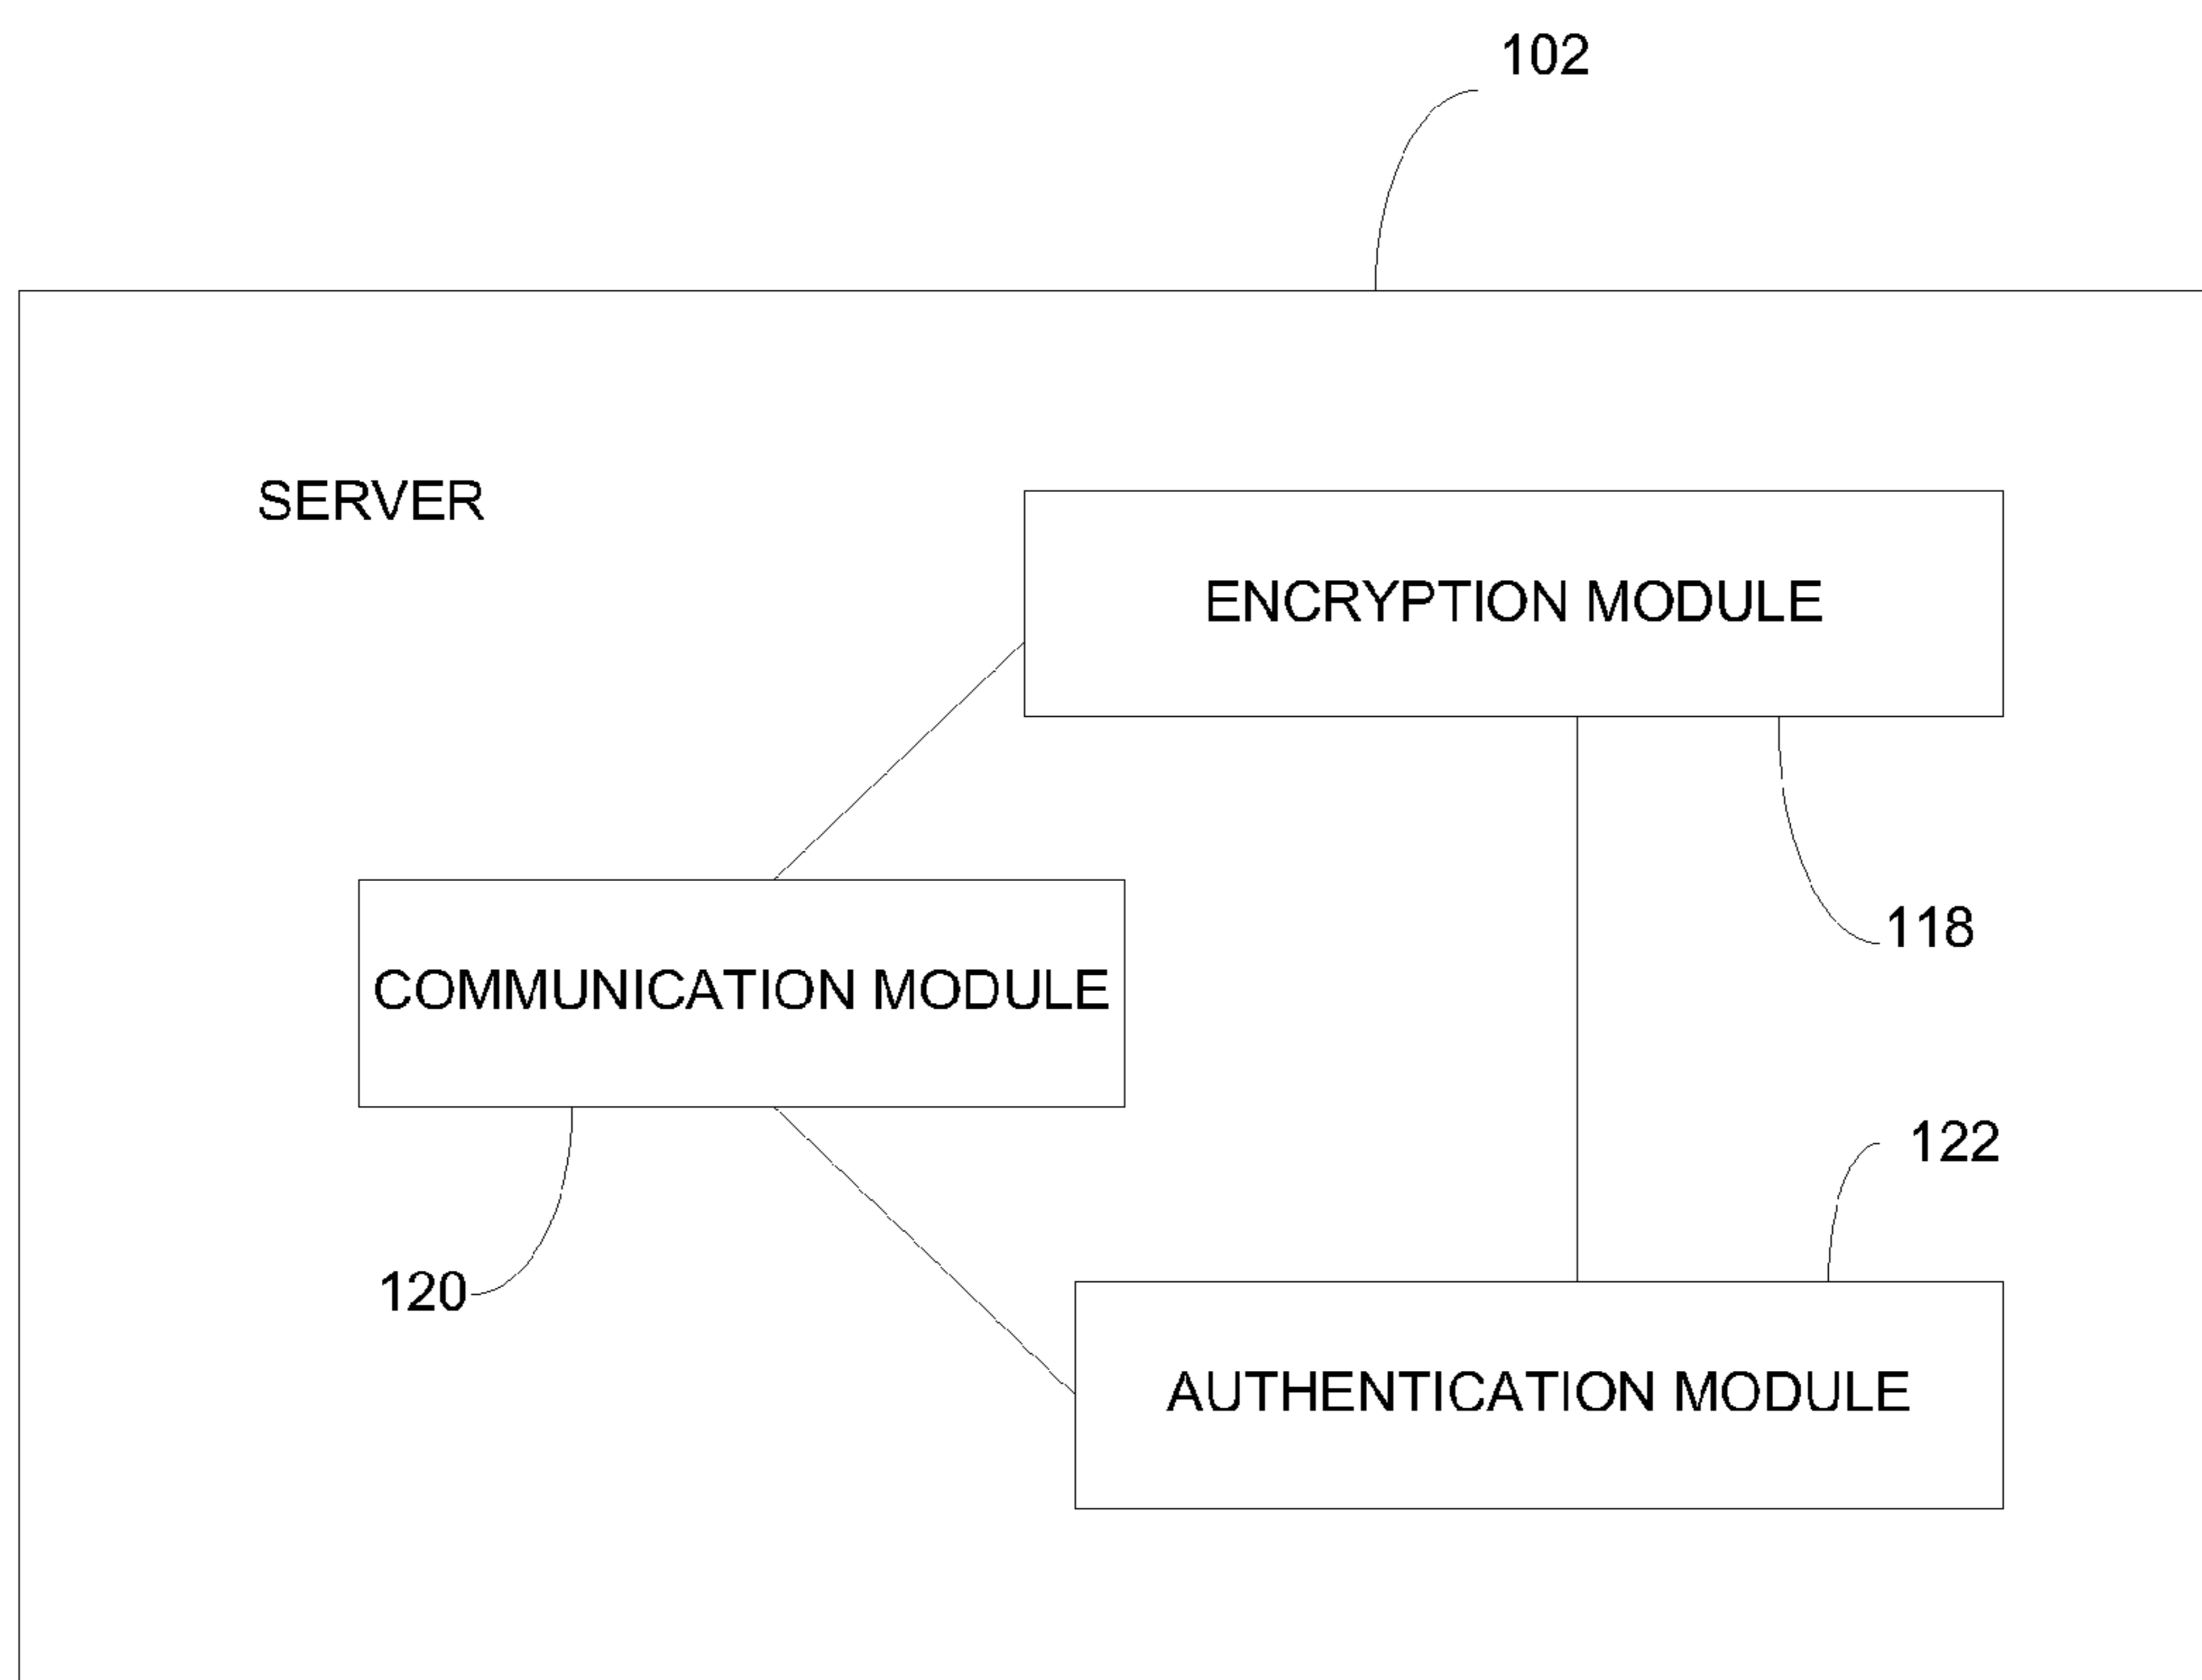 102
SERVER
ENCRYPTION MODULE
118
COMMUNICATION MODULE
122
120
AUTHENTICATION MODULE